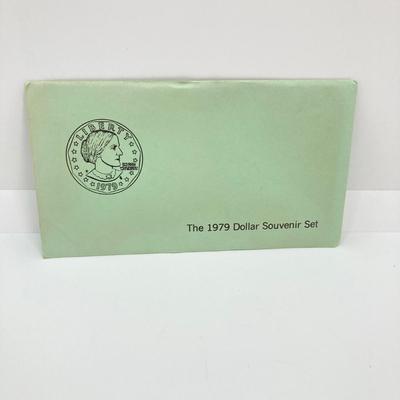 LIBERTY
1979
The 1979 Dollar Souvenir Set